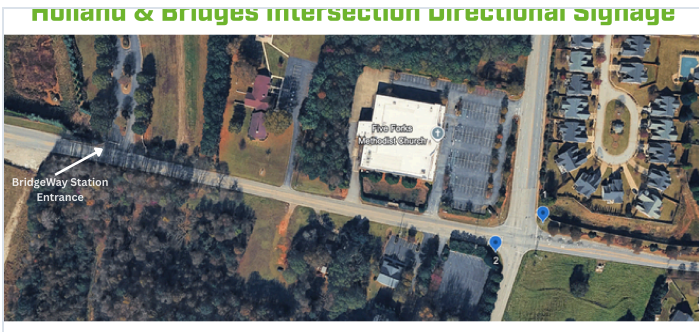 Holland & Bridges Intersection Directional Signage
Five Forks
Methodist Church
BridgeWay Station
Entrance
2